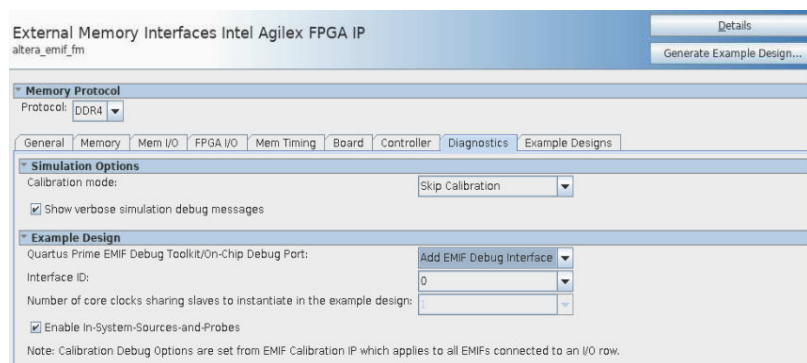 External Memory Interfaces Intel Agilex FPGA IP
altera_emif_fm
Details
Generate Example Design...
Memory Protocol
Protocol: DDR4
General Memory Mem I/O FPGA I/O Mem Timing Board Controller Diagnostics Example Designs
Simulation Options
Calibration mode: Skip Calibration
Show verbose simulation debug messages
Example Design
Quartus Prime EMIF Debug Toolkit/On-Chip Debug Port: Add EMIF Debug Interface
Interface ID: 0
Number of core clocks sharing slaves to instantiate in the example design: 1
Enable In-System-Sources-and-Probes
Note: Calibration Debug Options are set from EMIF Calibration IP which applies to all EMIFs connected to an I/O row.